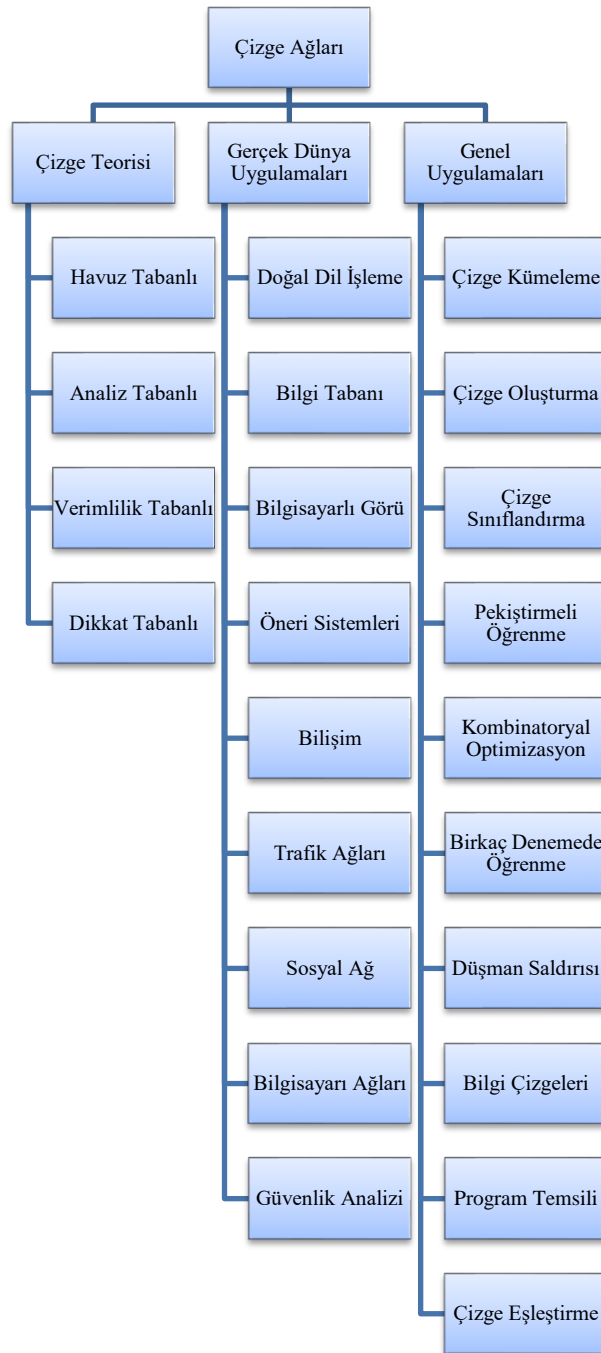 Çizge Ağları
Çizge Teorisi
Havuz Tabanlı
Analiz Tabanlı
Verimlilik Tabanlı
Dikkat Tabanlı
Gerçek Dünya
Uygulamaları
Doğal Dil İşleme
Bilgi Tabanı
Bilgisayarlı Görü
Öneri Sistemleri
Bilişim
Trafik Ağları
Sosyal Ağ
Bilgisayarı Ağları
Güvenlik Analizi
Genel
Uygulamaları
Çizge Kümeleme
Çizge Oluşturma
Çizge
Sınıflandırma
Pekiştirmeli
Öğrenme
Kombinatoryal
Optimizasyon
Birkaç Denemede
Öğrenme
Düşman Saldırısı
Bilgi Çizgeleri
Program Temsili
Çizge Eşleştirme